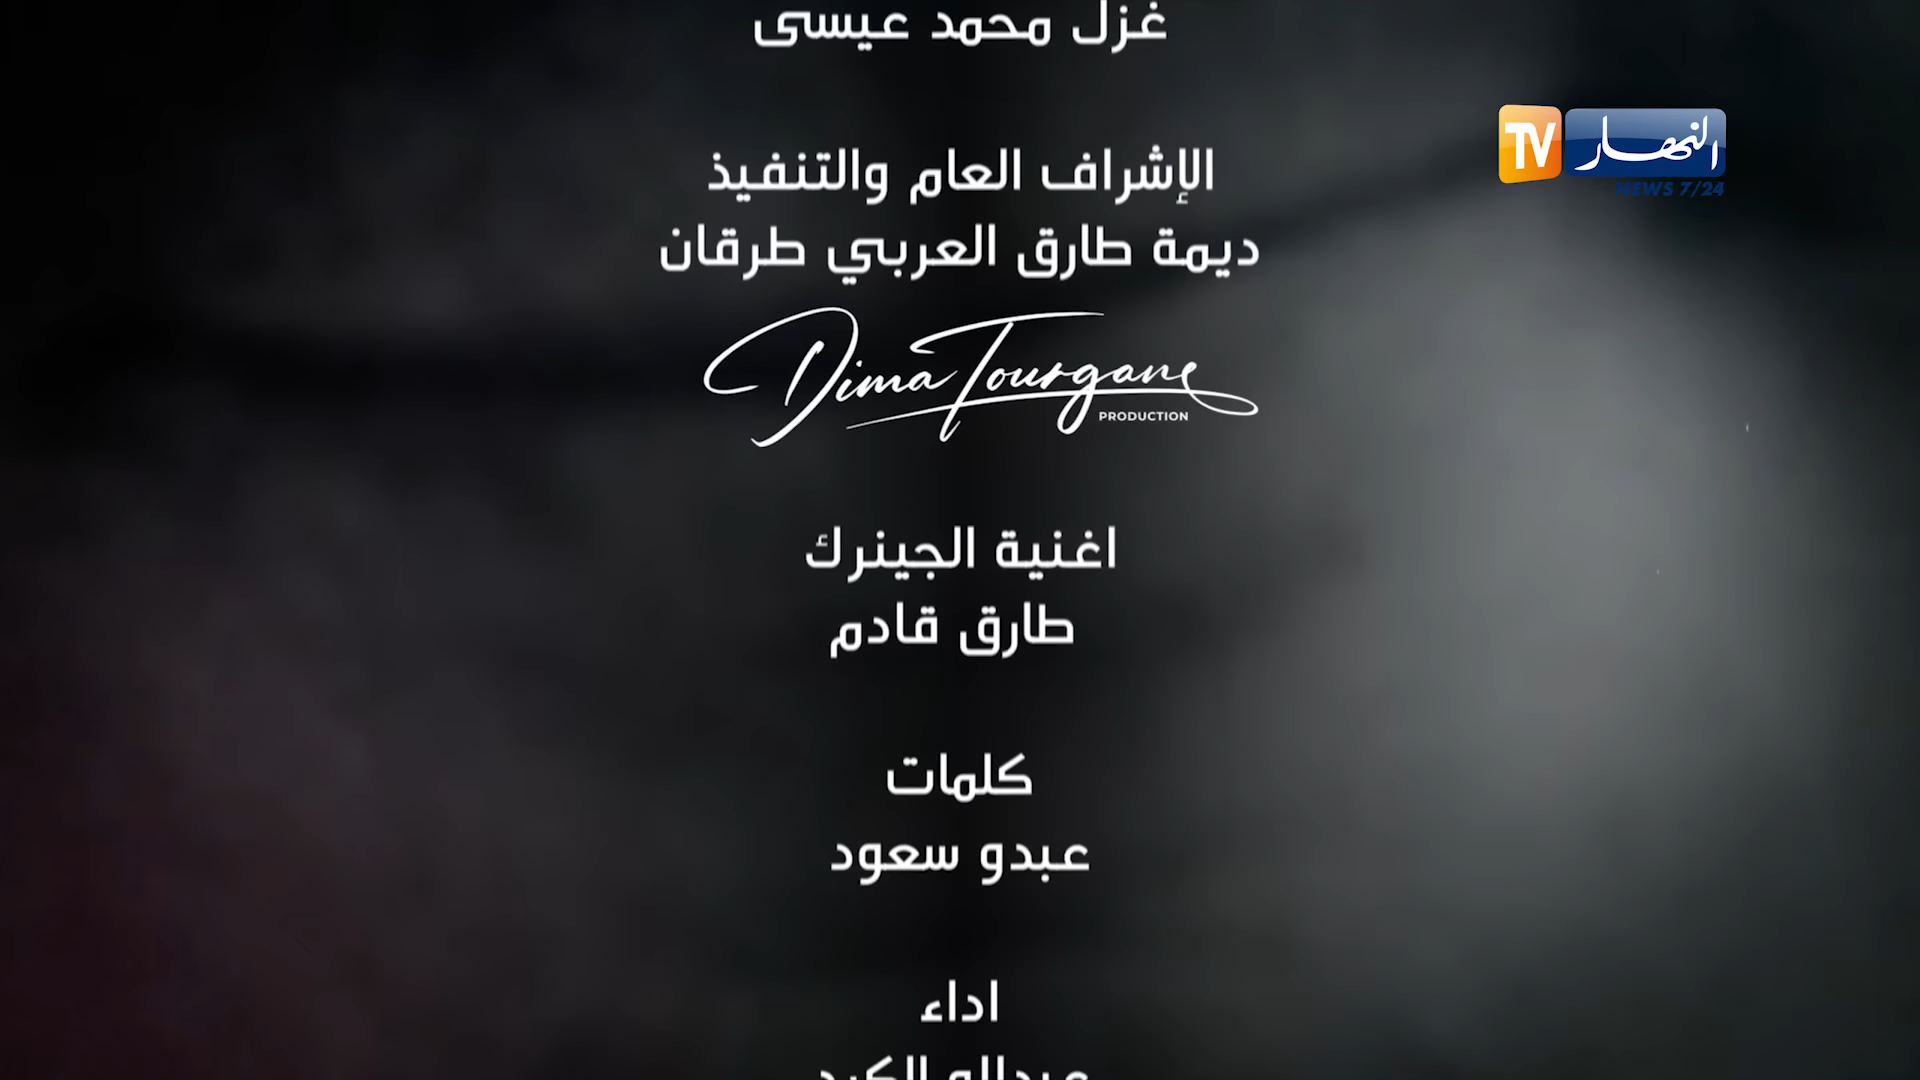 غزل محمد عيسى
TV النهار
NEWS 7/24
الإشراف العام والتنفيذ
ديمة طارق العربي طرقان
Dima Tourgane
PRODUCTION
اغنية الجينرك
طارق قادم
كلمات
عبدو سعود
اداء